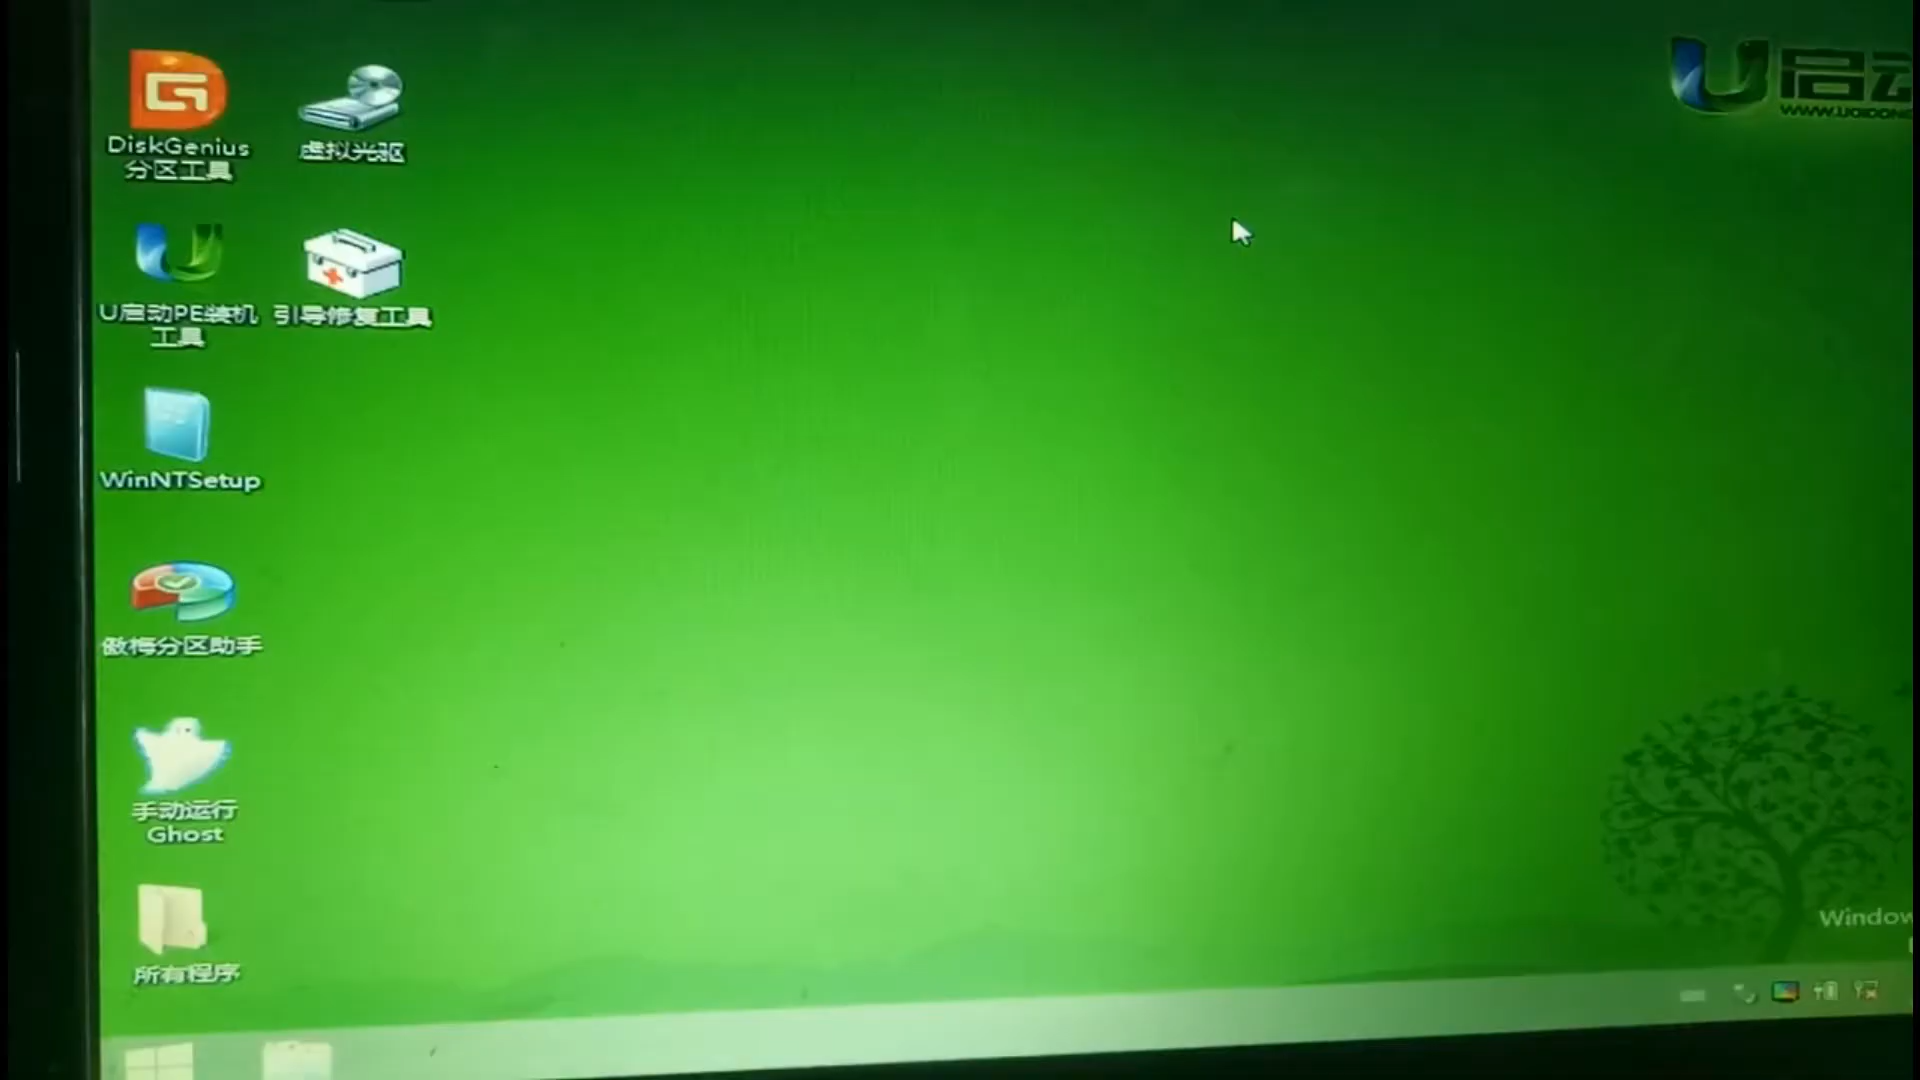 DiskGenius
分区工具
虚拟光驱
U启动PE装机
工具
引导修复工具
WinNTSetup
傲梅分区助手
手动运行
Ghost
所有程序
U启动